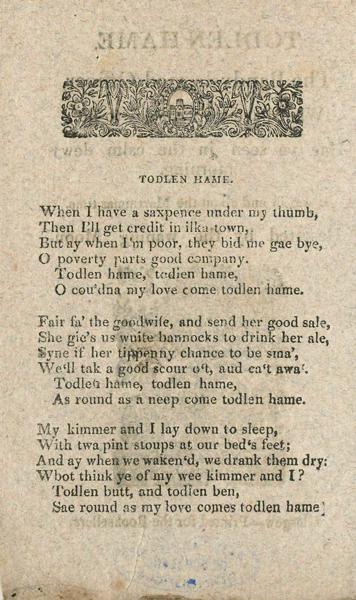 TODLEN HAME.
When I have a saxpence under my thumb,
Then I'll get credit in ilka town,
But ay when I'm poor, they bid me gae bye,
O poverty parts good company.
Todlen hame, todlen hame,
O cou'dna my love come todlen hame.
Fair fa' the goodwife, and send her good sale,
She gie's us wuite bannocks to drink her ale,
Syne if her tippenny chance to be sma',
We'll tak a good scour o't, aud ca't awa'.
Todlen hame, todlen hame,
As round as a neep come todlen hame.
My kimmer and I lay down to sleep,
With twa pint stoups at our bed's feet;
And ay when we waken'd, we drank them dry:
Wbot think ye of my wee kimmer and I?
Todlen butt, and todlen ben,
Sae round as my love comes todlen hame